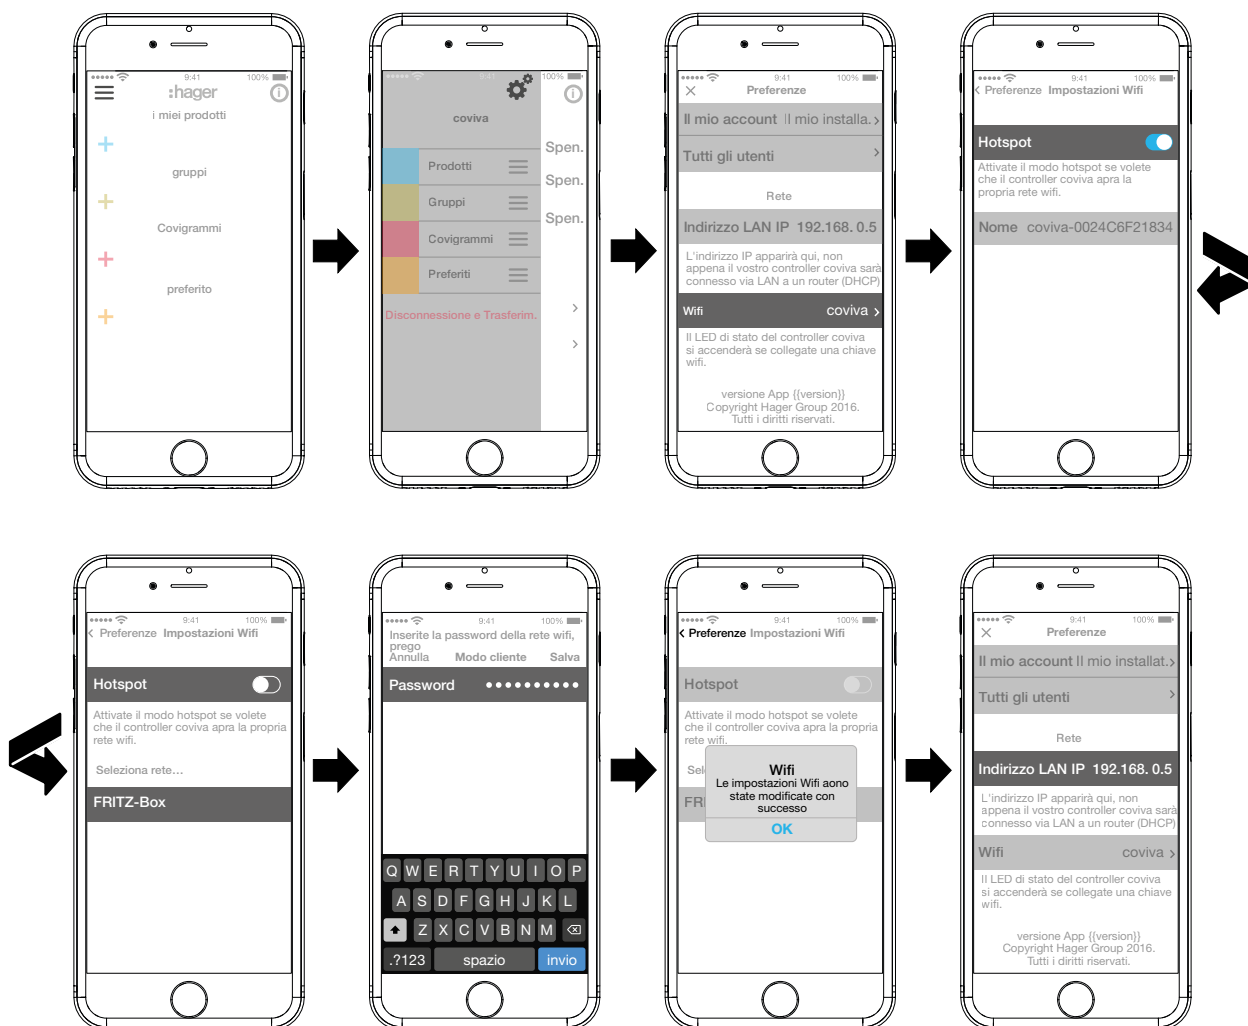 9:41 100%
:hager
i miei prodotti
gruppi
Covigrammi
preferito
9:41 100%
coviva
Prodotti
Gruppi
Covigrammi
Preferiti
Disconnessione e Trasferim.
Spen.
Spen.
Spen.
9:41 100%
Preferenze
Il mio account Il mio installa.
Tutti gli utenti
Rete
Indirizzo LAN IP 192.168. 0.5
L'indirizzo IP apparirà qui, non
appena il vostro controller coviva sarà
connesso via LAN a un router (DHCP)
Wifi coviva
Il LED di stato del controller coviva
si accenderà se collegate una chiave
wifi.
versione App {{version}}
Copyright Hager Group 2016.
Tutti i diritti riservati.
9:41 100%
Preferenze Impostazioni Wifi
Hotspot
Attivate il modo hotspot se volete
che il controller coviva apra la
propria rete wifi.
Nome coviva-0024C6F21834
9:41 100%
Preferenze Impostazioni Wifi
Hotspot
Attivate il modo hotspot se volete
che il controller coviva apra la propria
rete wifi.
Seleziona rete...
FRITZ-Box
9:41 100%
Inserite la password della rete wifi,
prego
Annulla Modo cliente Salva
Password ••••••••••
Q W E R T Y U I O P
A S D F G H J K L
Z X C V B N M
.?123 spazio invio
9:41 100%
Preferenze Impostazioni Wifi
Hotspot
Attivate il modo hotspot se volete
che il controller coviva apra la propria
rete wifi.
Sel
FR
Wifi
Le impostazioni Wifi aono
state modificate con
successo
OK
9:41 100%
Preferenze
Il mio account Il mio installat.
Tutti gli utenti
Rete
Indirizzo LAN IP 192.168. 0.5
L'indirizzo IP apparirà qui, non
appena il vostro controller coviva sarà
connesso via LAN a un router (DHCP)
Wifi coviva
Il LED di stato del controller coviva
si accenderà se collegate una chiave
wifi.
versione App {{version}}
Copyright Hager Group 2016.
Tutti i diritti riservati.